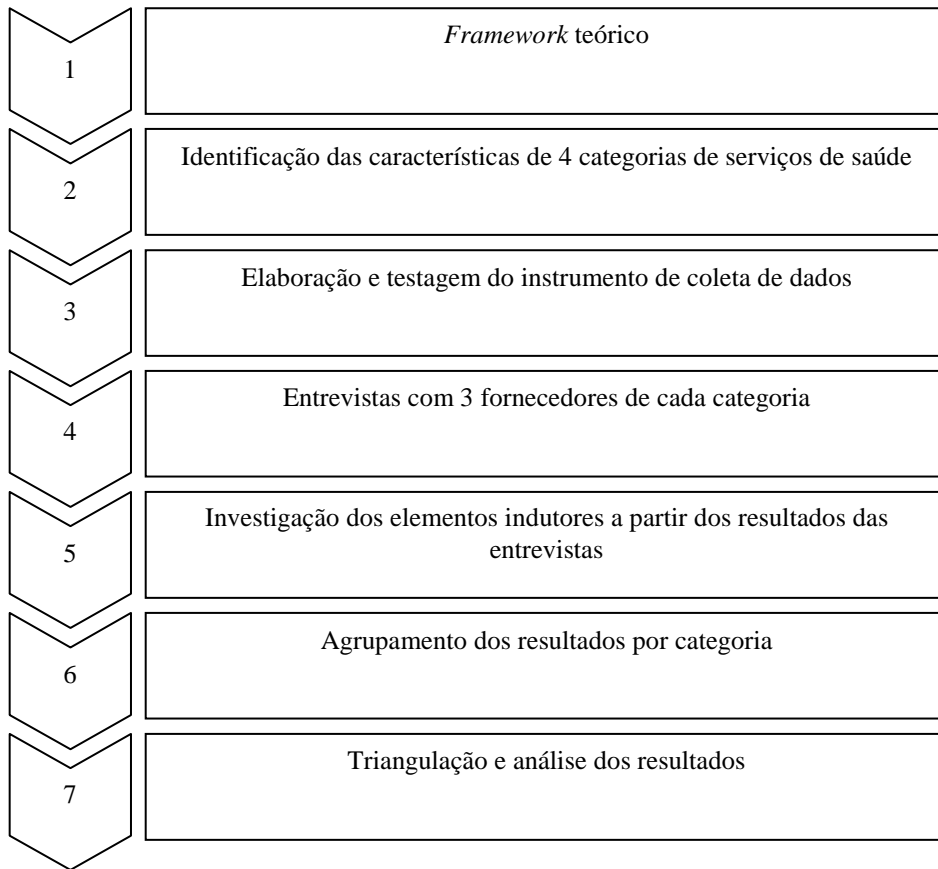 1
Framework teórico
2
Identificação das características de 4 categorias de serviços de saúde
3
Elaboração e testagem do instrumento de coleta de dados
4
Entrevistas com 3 fornecedores de cada categoria
5
Investigação dos elementos indutores a partir dos resultados das
entrevistas
6
Agrupamento dos resultados por categoria
7
Triangulação e análise dos resultados